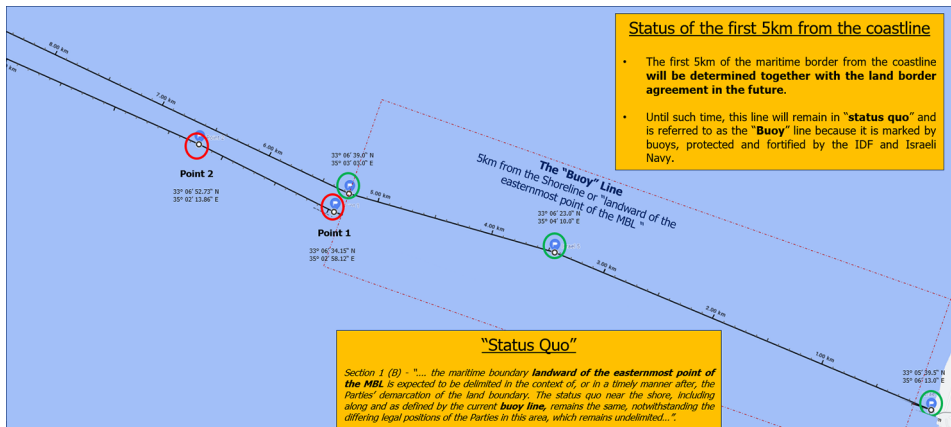 Status of the first 5km from the coastline
• The first 5km of the maritime border from the coastline
will be determined together with the land border
agreement in the future.
• Until such time, this line will remain in "status quo" and
is referred to as the "Buoy" line because it is marked by
buoys, protected and fortified by the IDF and Israeli
Navy.
8.00 km
7.00 km
6.00 km
33° 06' 39.0" N
35° 03' 03.0" E
5.00 km
The "Buoy" Line
5km from the Shoreline or "landward of the
easternmost point of the MBL "
Point 2
33° 06' 52.73" N
35° 02' 13.86" E
Point 1
33° 06' 34.15" N
35° 02' 58.12" E
4.00 km
33° 06' 23.0" N
35° 04' 10.0" E
3.00 km
2.00 km
1.00 km
33° 05' 39.5" N
35° 06' 13.0" E
"Status Quo"
Section 1 (B) - ".... the maritime boundary landward of the easternmost point of
the MBL is expected to be delimited in the context of, or in a timely manner after, the
Parties' demarcation of the land boundary. The status quo near the shore, including
along and as defined by the current buoy line, remains the same, notwithstanding the
differing legal positions of the Parties in this area, which remains undelimited...".